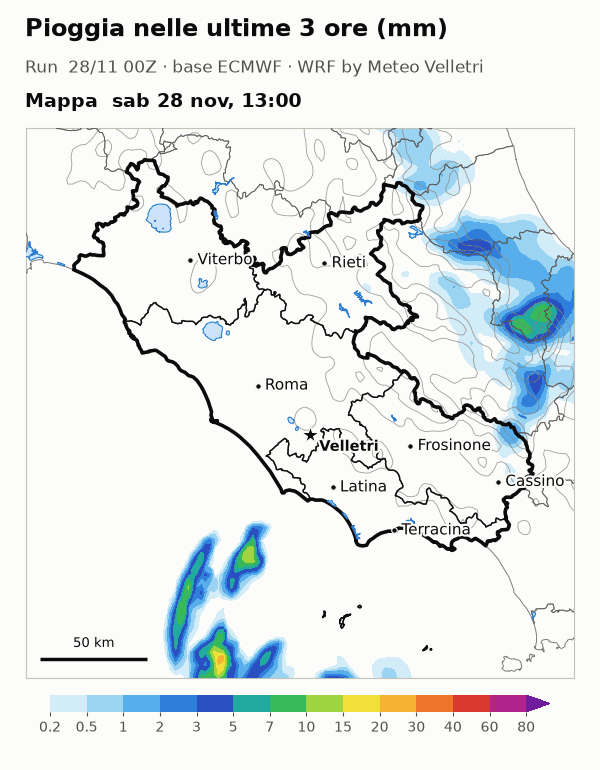 Pioggia nelle ultime 3 ore (mm)
Run  28/11 00Z · base ECMWF · WRF by Meteo Velletri
Mappa  sab 28 nov, 13:00
Viterbo
Rieti
Roma
Velletri
Frosinone
Cassino
Latina
Terracina
50 km
0.2 0.5 1 2 3 5 7 10 15 20 30 40 60 80